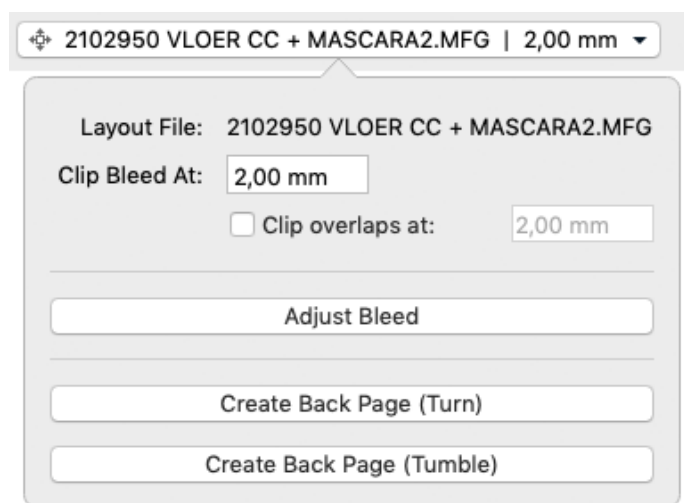 2102950 VLOER CC + MASCARA2.MFG | 2,00 mm
Layout File: 2102950 VLOER CC + MASCARA2.MFG
Clip Bleed At: 2,00 mm
Clip overlaps at: 2,00 mm
Adjust Bleed
Create Back Page (Turn)
Create Back Page (Tumble)